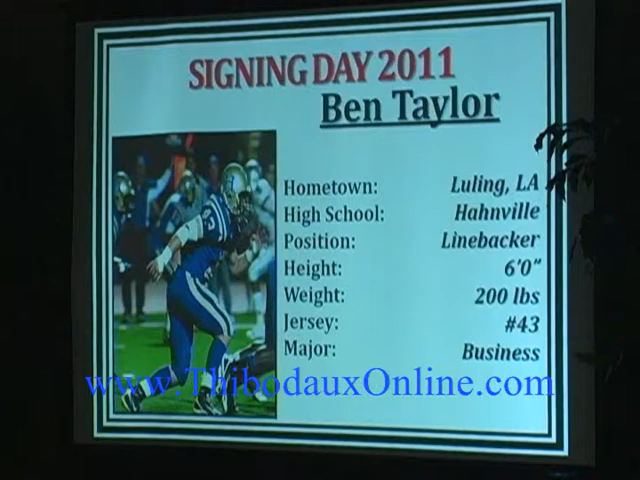 SIGNING DAY 2011
Ben Taylor
Hometown: Luling, LA
High School: Hahnville
Position: Linebacker
Height: 6'0"
Weight: 200 lbs
Jersey: #43
Major: Business
www.ThibodauxOnline.com